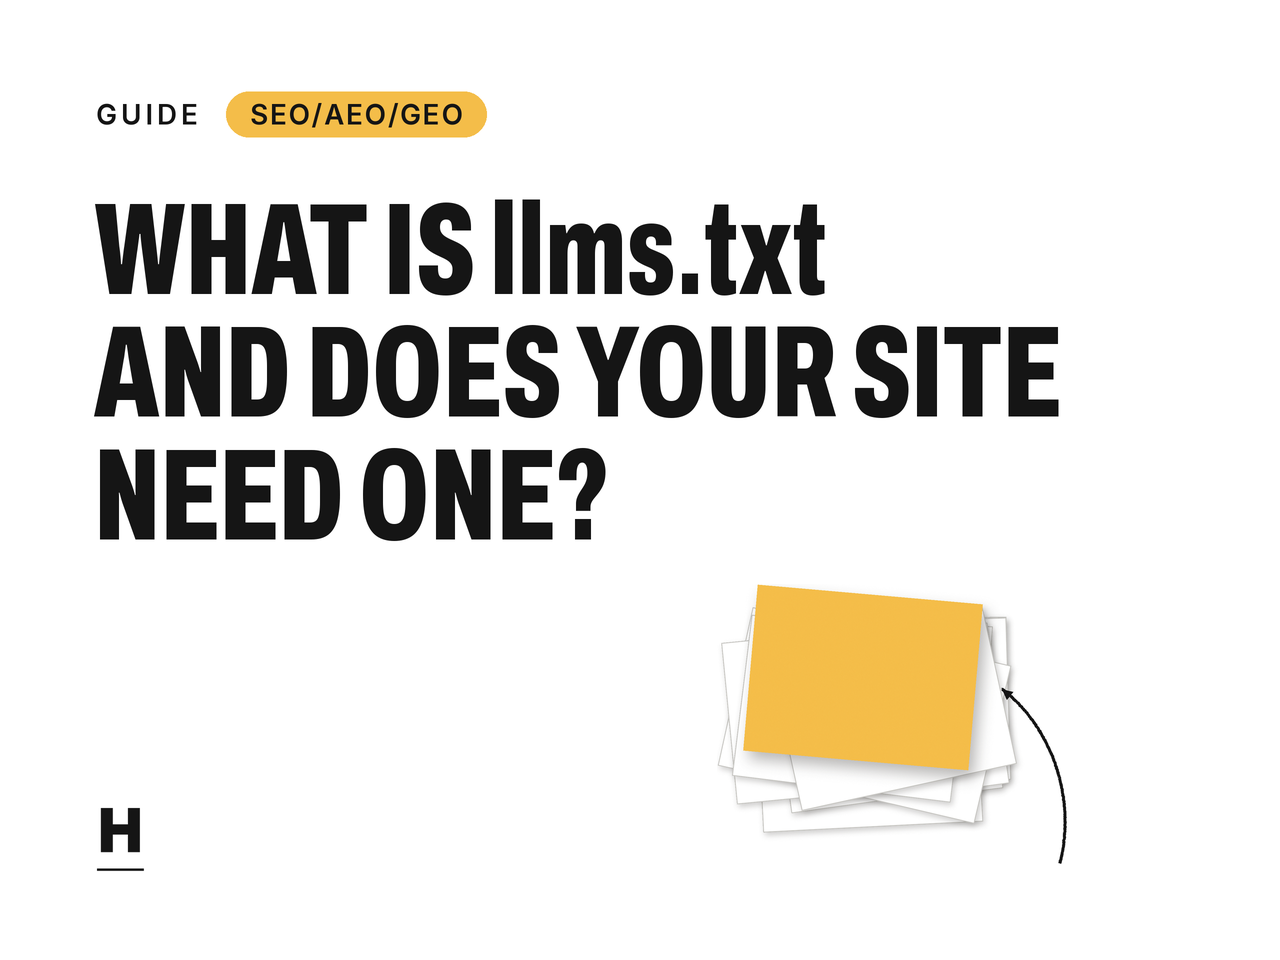 GUIDE SEO/AEO/GEO
WHAT IS llms.txt
AND DOES YOUR SITE
NEED ONE?
H